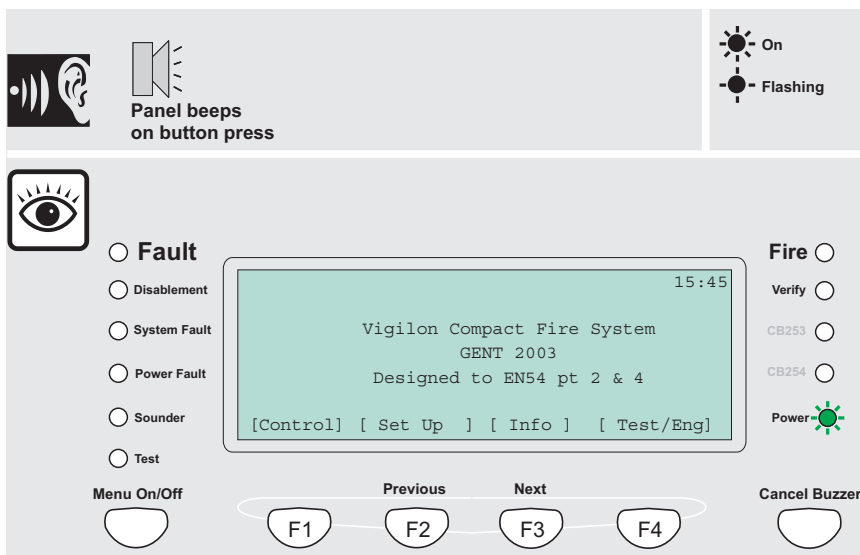 On
Flashing
Panel beeps
on button press
Fault
Fire
15:45
Disablement
Verify
System Fault
Vigilon Compact Fire System
CB253
GENT 2003
Power Fault
Designed to EN54 pt 2 & 4
CB254
Sounder
[Control] [ Set Up ] [ Info ] [ Test/Eng]
Power
Test
Menu On/Off
Previous
Next
Cancel Buzzer
F1
F2
F3
F4